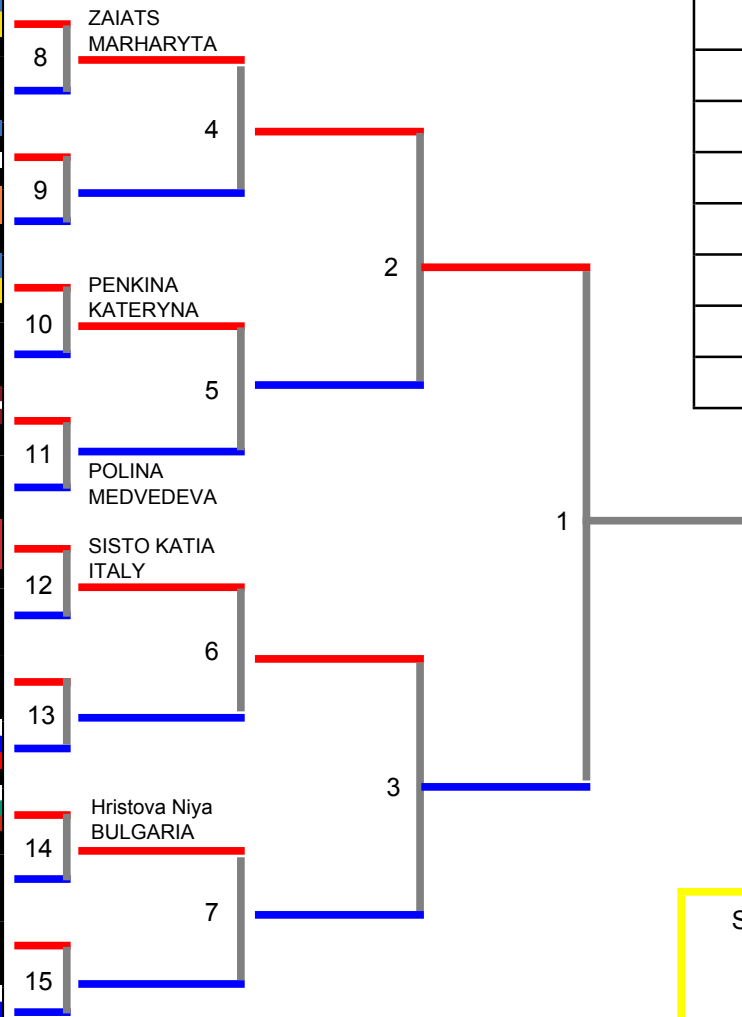 ZAIATS
MARHARYTA
8
4
9
2
PENKINA
KATERYNA
10
5
11
POLINA
MEDVEDEVA
1
SISTO KATIA
ITALY
12
6
13
3
Hristova Niya
BULGARIA
14
7
S
15